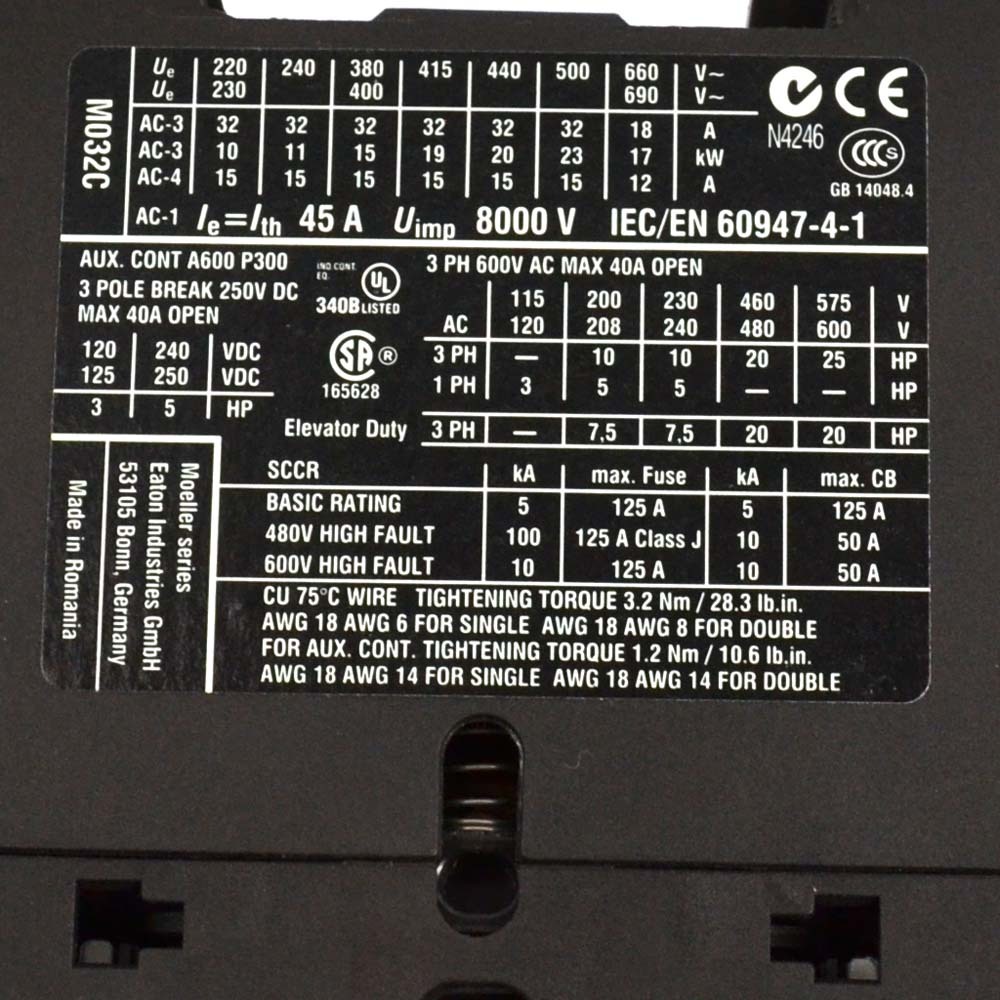 M032C
Ue 220 240 380 415 440 500 660 V~
Ue 230 400 690 V~
AC-3 32 32 32 32 32 32 18 A
AC-3 10 11 15 19 20 23 17 kW
AC-4 15 15 15 15 15 15 12 A
AC-1 Ie=Ith 45 A Uimp 8000 V IEC/EN 60947-4-1
CE
N4246
CCC S
GB 14048.4
AUX. CONT A600 P300
3 POLE BREAK 250V DC
MAX 40A OPEN
120 240 VDC
125 250 VDC
3 5 HP
IND.CONT.
EQ.
UL
340B LISTED
SA ®
165628
3 PH 600V AC MAX 40A OPEN
115 200 230 460 575 V
AC 120 208 240 480 600 V
3 PH — 10 10 20 25 HP
1 PH 3 5 5 — — HP
Elevator Duty 3 PH — 7,5 7,5 20 20 HP
SCCR kA max. Fuse kA max. CB
BASIC RATING 5 125 A 5 125 A
480V HIGH FAULT 100 125 A Class J 10 50 A
600V HIGH FAULT 10 125 A 10 50 A
CU 75°C WIRE TIGHTENING TORQUE 3.2 Nm / 28.3 lb.in.
AWG 18 AWG 6 FOR SINGLE AWG 18 AWG 8 FOR DOUBLE
FOR AUX. CONT. TIGHTENING TORQUE 1.2 Nm / 10.6 lb.in.
AWG 18 AWG 14 FOR SINGLE AWG 18 AWG 14 FOR DOUBLE
Moeller series
Eaton Industries GmbH
53105 Bonn, Germany
Made in Romania